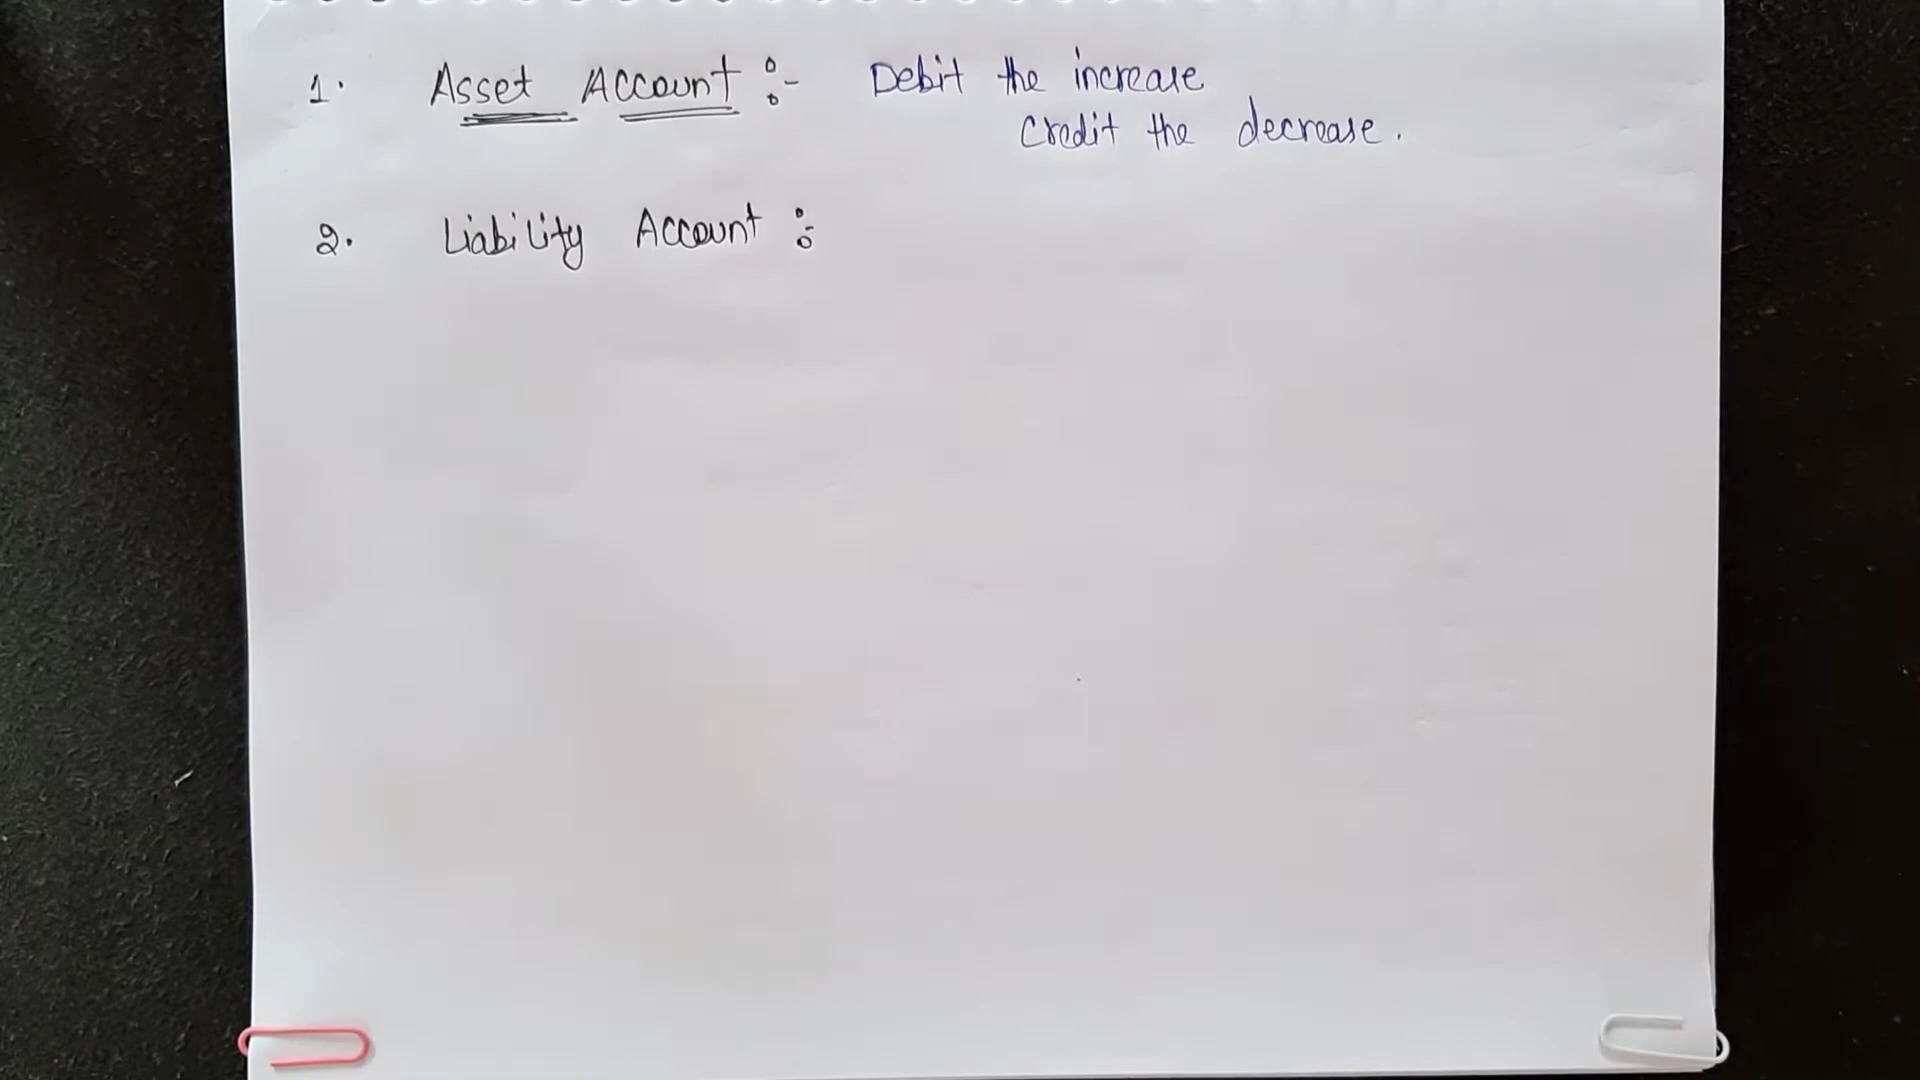 1. Asset Account :- Debit the increase
Credit the decrease.
2. Liability Account :-